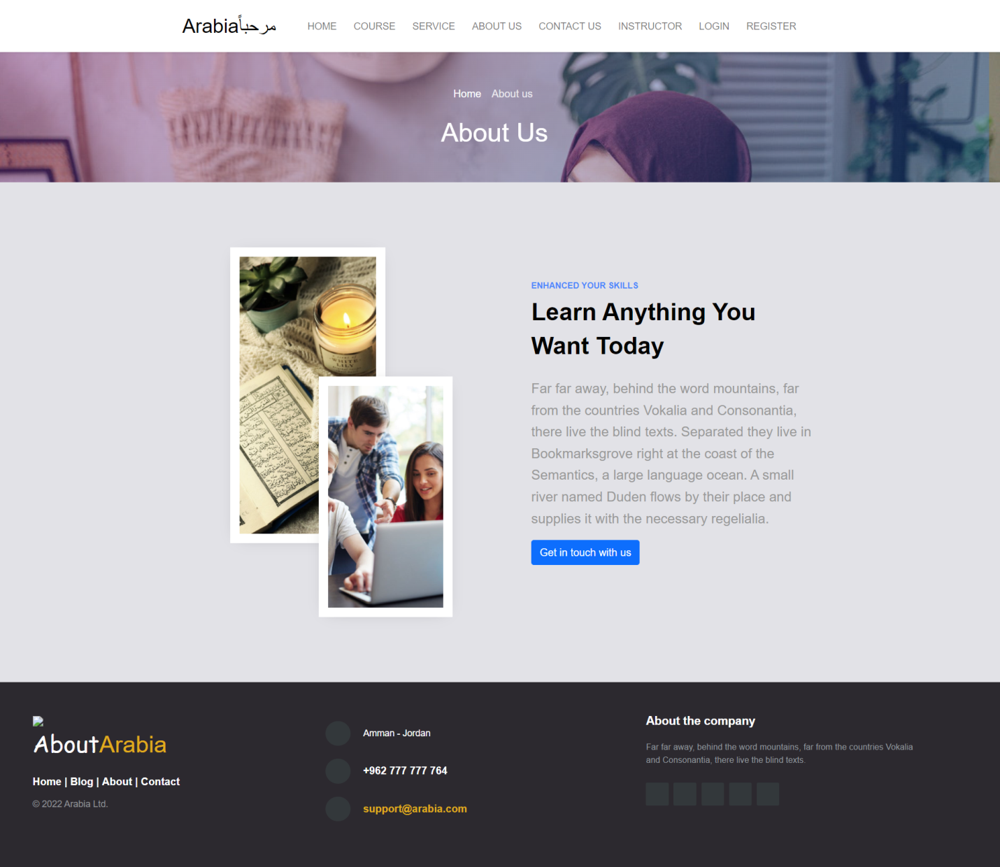 Arabiaمرحباً
HOME COURSE SERVICE ABOUT US CONTACT US INSTRUCTOR LOGIN REGISTER
Home About us
About Us
WHITE
LILY
ENHANCED YOUR SKILLS
Learn Anything You
Want Today
Far far away, behind the word mountains, far
from the countries Vokalia and Consonantia,
there live the blind texts. Separated they live in
Bookmarksgrove right at the coast of the
Semantics, a large language ocean. A small
river named Duden flows by their place and
supplies it with the necessary regelialia.
Get in touch with us
AboutArabia
Home | Blog | About | Contact
© 2022 Arabia Ltd.
Amman - Jordan
+962 777 777 764
support@arabia.com
About the company
Far far away, behind the word mountains, far from the countries Vokalia
and Consonantia, there live the blind texts.